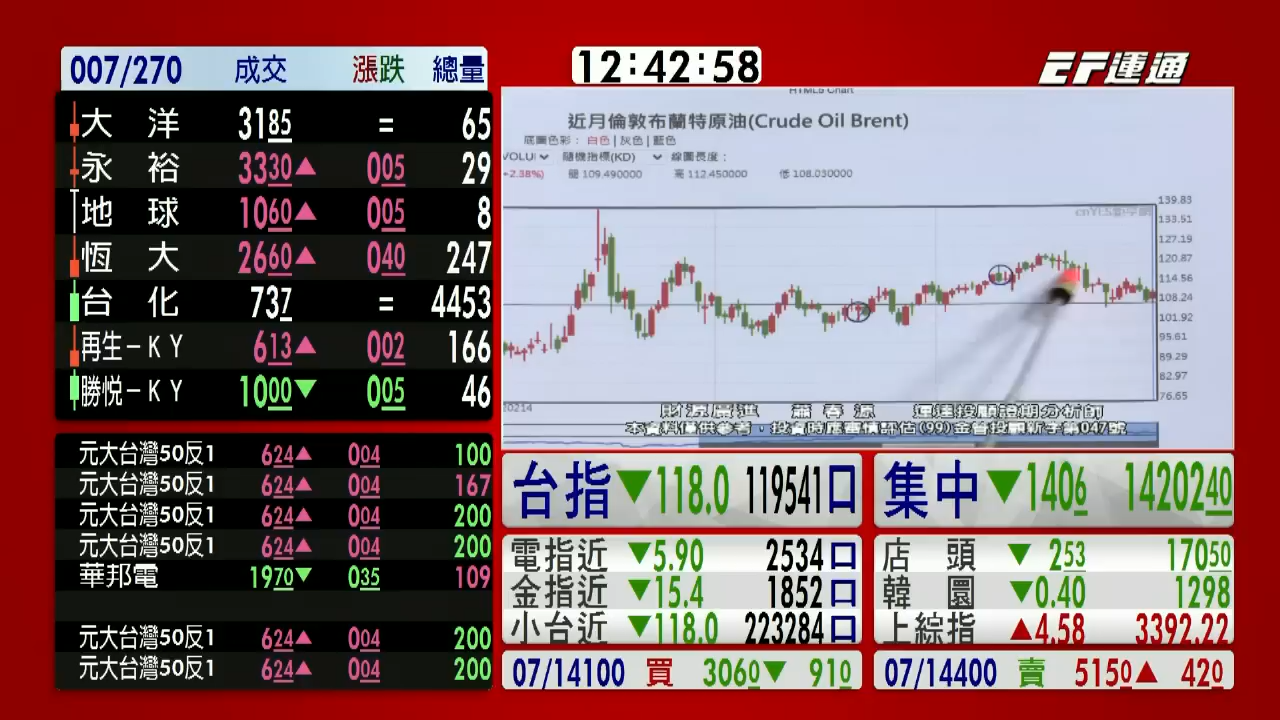 007/270 成交 漲跌 總量
12:42:58
EF運通
大洋 3185 = 65
永裕 3330▲ 005 29
地球 1060▲ 005 8
恆大 2660▲ 040 247
台化 737 = 4453
再生-KY 613▲ 002 166
勝悦-KY 1000▼ 005 46
元大台灣50反1 624▲ 004 100
元大台灣50反1 624▲ 004 167
元大台灣50反1 624▲ 004 200
元大台灣50反1 624▲ 004 200
華邦電 1970▼ 035 109
元大台灣50反1 624▲ 004 200
元大台灣50反1 624▲ 004 200
HTML5 Chart
近月倫敦布蘭特原油(Crude Oil Brent)
底圖色彩： 白色 | 灰色 | 藍色
隨機指標(KD) 線圖長度：
+2.38%) 109.490000 高 112.450000 低 108.030000
139.83
133.51
127.19
120.87
114.56
108.24
101.92
95.61
89.29
82.97
76.65
20214
財源廣進 蕭春源 運達投顧證期分析師
本資料僅供參考，投資時應審慎評估(99)金管投顧新字第047號
台指▼118.0 119541口
集中▼1406 1420240
電指近 ▼5.90 2534口
金指近 ▼15.4 1852口
小台近 ▼118.0 223284口
店頭 ▼253 17050
韓國 ▼0.40 1298
上綜指 ▲4.58 3392.22
07/14100 買 3060▼ 910
07/14400 賣 5150▲ 420